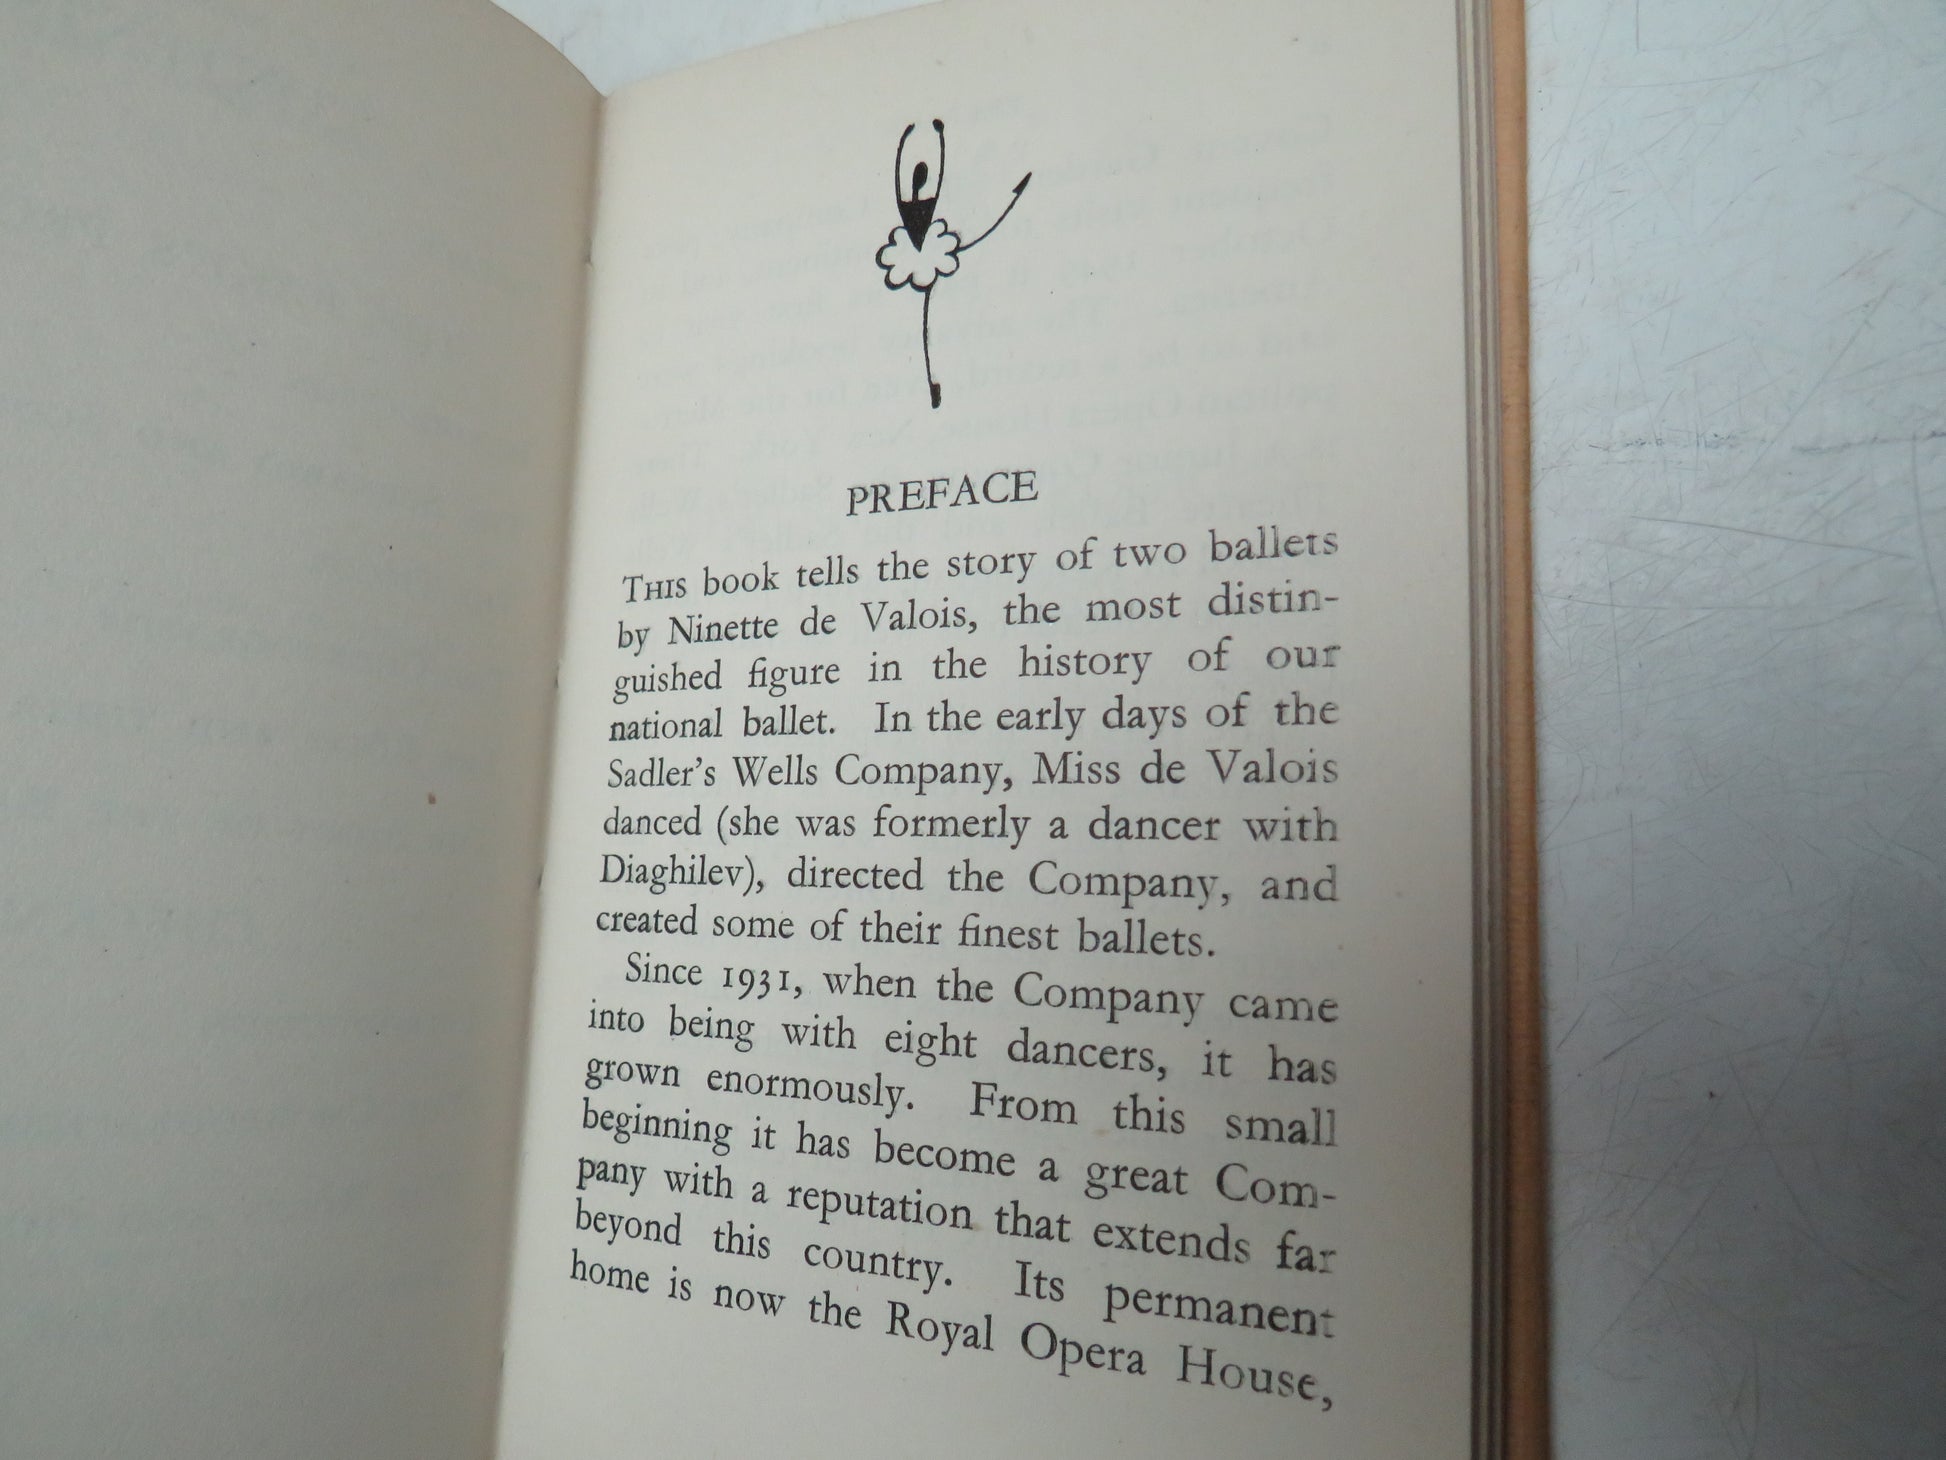 PREFACE
THIS book tells the story of two ballets
by Ninette de Valois, the most distin-
guished figure in the history of our
national ballet. In the early days of the
Sadler's Wells Company, Miss de Valois
danced (she was formerly a dancer with
Diaghilev), directed the Company, and
created some of their finest ballets.
Since 1931, when the Company came
into being with eight dancers, it has
grown enormously. From this small
beginning it has become a great Com-
pany with a reputation that extends far
beyond this country. Its permanent
home is now the Royal Opera House,